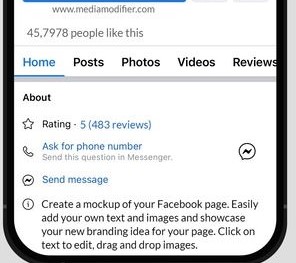 www.mediamodifier.com
45,7978 people like this
Home Posts Photos Videos Reviews
About
Rating · 5 (483 reviews)
Ask for phone number
Send this question in Messenger.
Send message
Create a mockup of your Facebook page. Easily
add your own text and images and showcase
your new branding idea for your page. Click on
text to edit, drag and drop images.